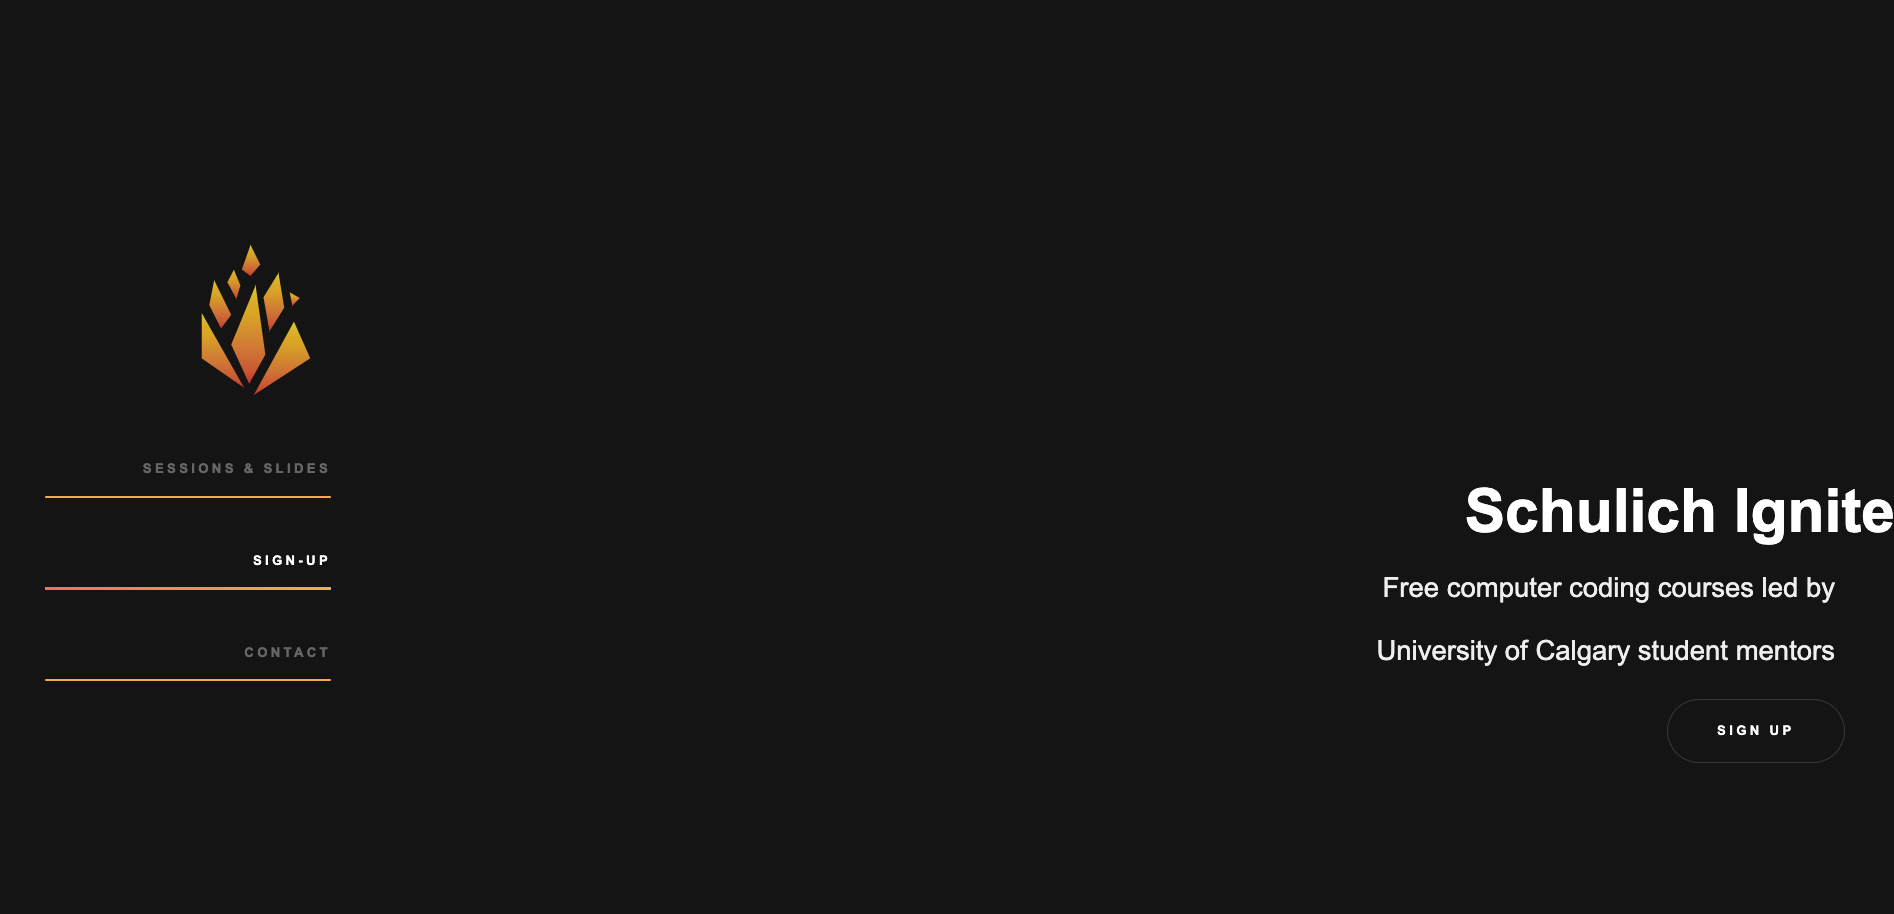 SESSIONS & SLIDES
SIGN-UP
CONTACT
Schulich Ignite
Free computer coding courses led by
University of Calgary student mentors
SIGN UP